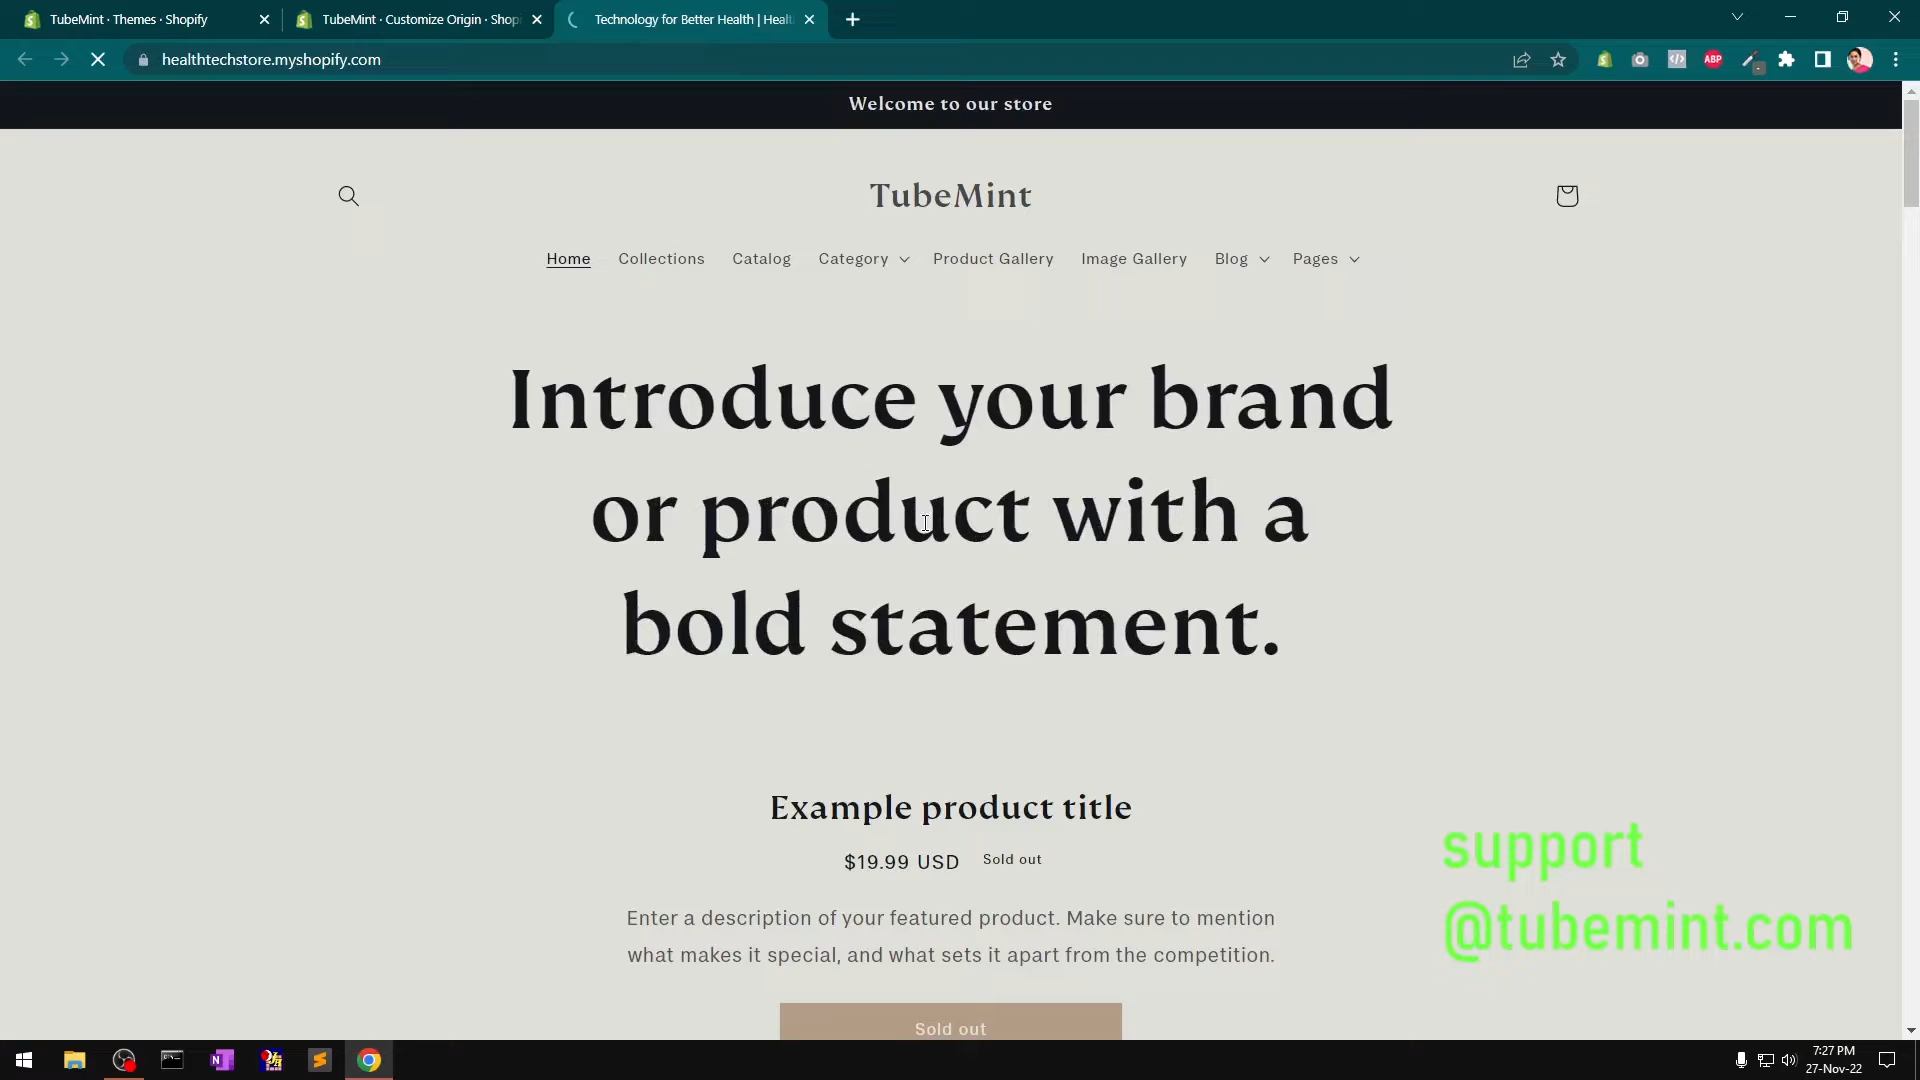 TubeMint · Themes · Shopify
TubeMint · Customize Origin · Shop
Technology for Better Health | Healt
healthtechstore.myshopify.com
ABP
Welcome to our store
TubeMint
Home Collections Catalog Category Product Gallery Image Gallery Blog Pages
Introduce your brand
or product with a
bold statement.
Example product title
$19.99 USD Sold out
Enter a description of your featured product. Make sure to mention
what makes it special, and what sets it apart from the competition.
Sold out
support
@tubemint.com
7:27 PM
27-Nov-22